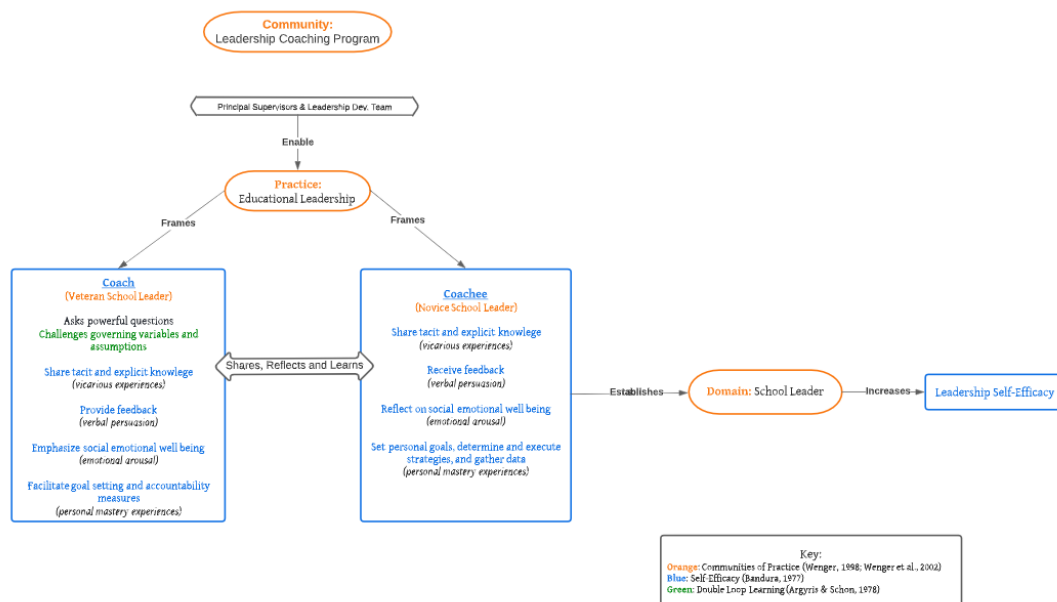 Community:
Leadership Coaching Program
Principal Supervisors & Leadership Dev. Team
Enable
Practice:
Educational Leadership
Frames
Frames
Coach
(Veteran School Leader)
Asks powerful questions
Challenges governing variables and
assumptions
Share tacit and explicit knowlege
(vicarious experiences)
Provide feedback
(verbal persuasion)
Emphasize social emotional well being
(emotional arousal)
Facilitate goal setting and accountability
measures
(personal mastery experiences)
Shares, Reflects and Learns
Coachee
(Novice School Leader)
Share tacit and explicit knowlege
(vicarious experiences)
Receive feedback
(verbal persuasion)
Reflect on social emotional well being
(emotional arousal)
Set personal goals, determine and execute
strategies, and gather data
(personal mastery experiences)
Establishes
Domain: School Leader
Increases
Leadership Self-Efficacy
Key:
Orange: Communities of Practice (Wenger, 1998; Wenger et al., 2002)
Blue: Self-Efficacy (Bandura, 1977)
Green: Double Loop Learning (Argyris & Schon, 1978)